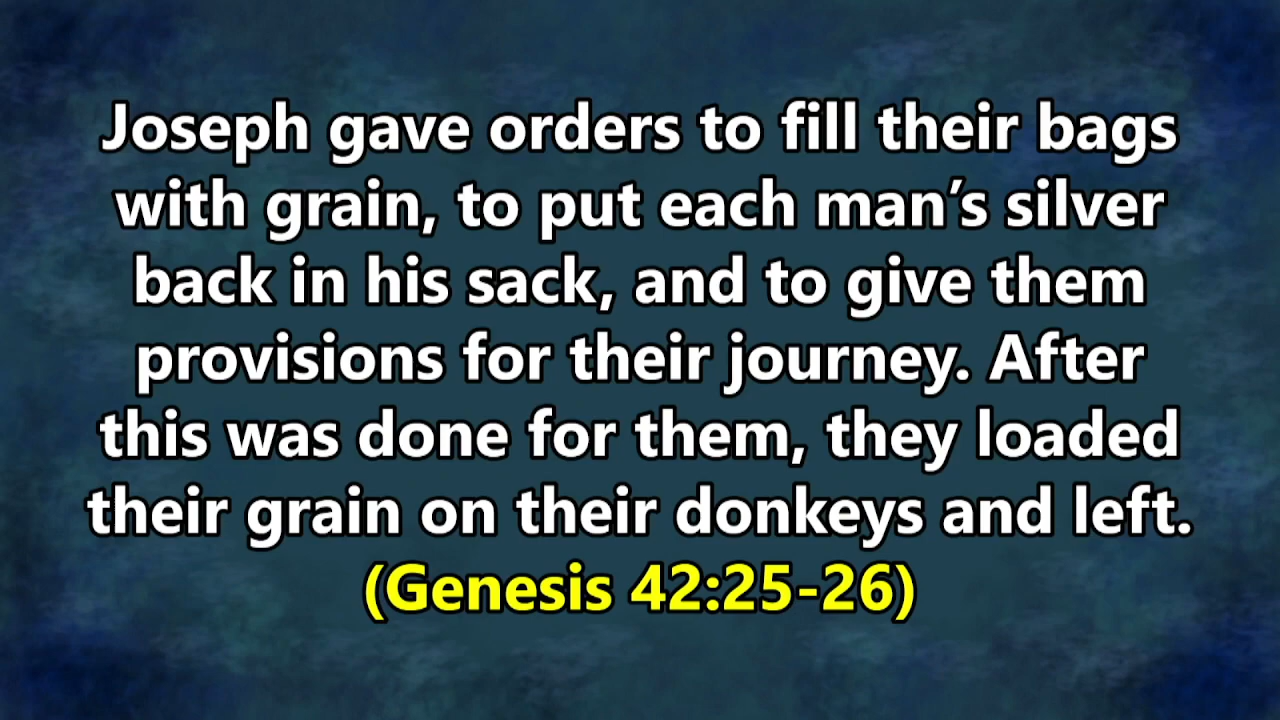 Joseph gave orders to fill their bags
with grain, to put each man’s silver
back in his sack, and to give them
provisions for their journey. After
this was done for them, they loaded
their grain on their donkeys and left.
(Genesis 42:25-26)